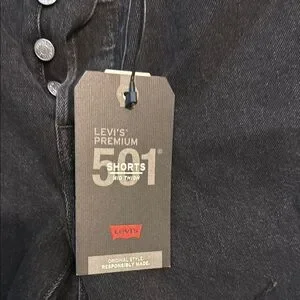 LEVI'S®
PREMIUM
501®
SHORTS
MID THIGH
Levi's
ORIGINAL STYLE.
RESPONSIBLY MADE.